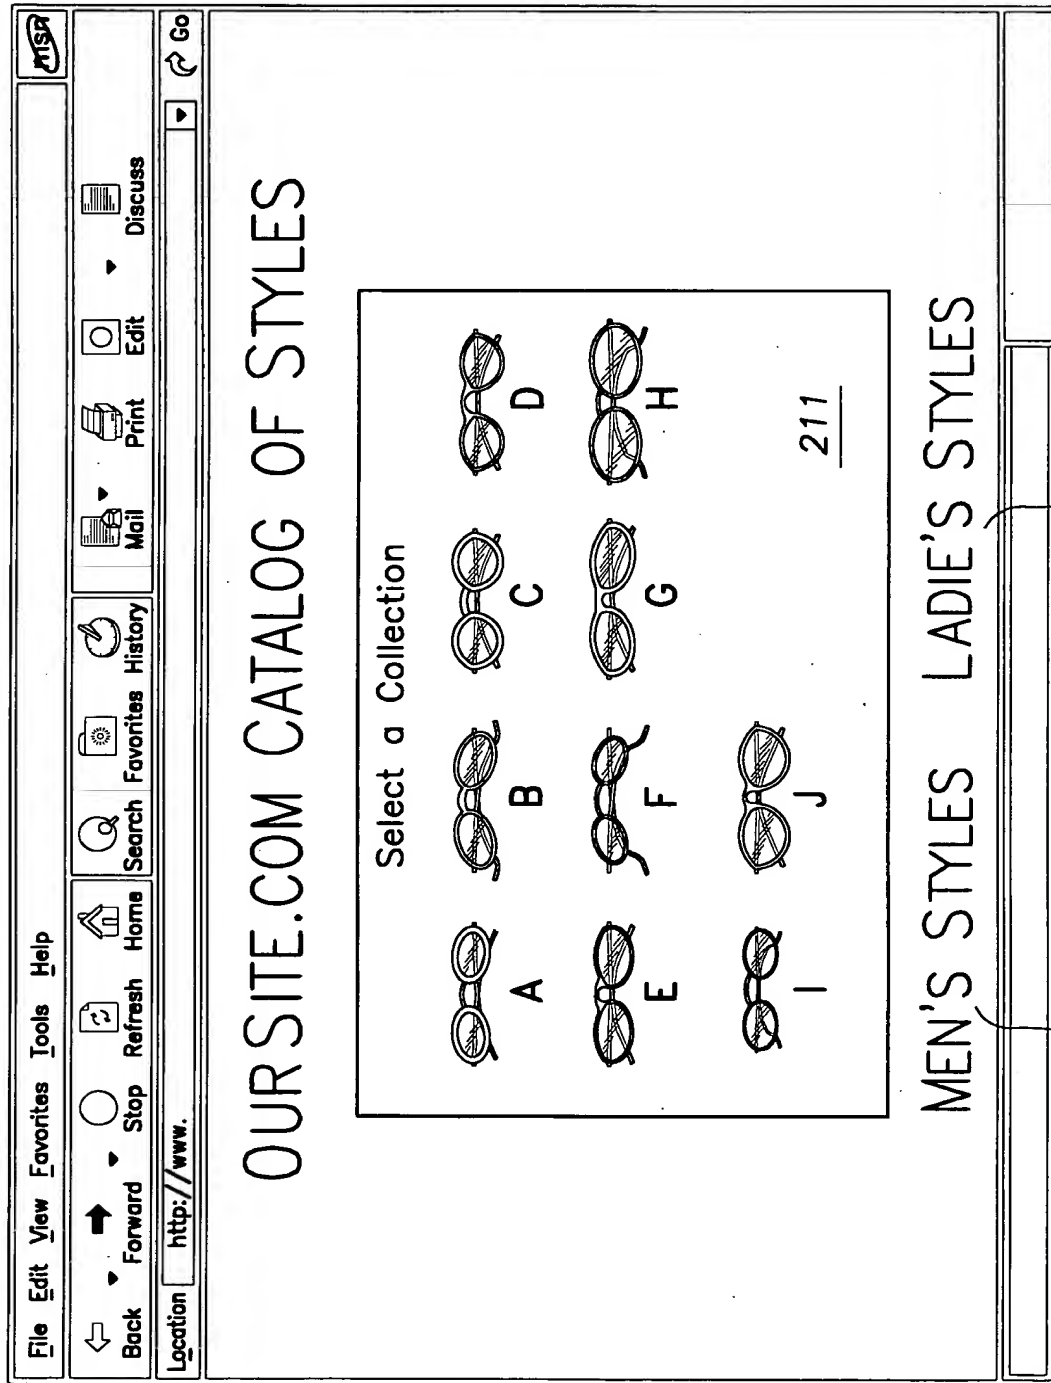 File Edit View Favorites Tools Help
msn
Back Forward Stop Refresh Home Search Favorites History Mail Print Edit Discuss
Location http://www. Go
OURSITE.COM CATALOG OF STYLES
Select a Collection
A B C D
E F G H
I J
211
MEN'S STYLES LADIE'S STYLES